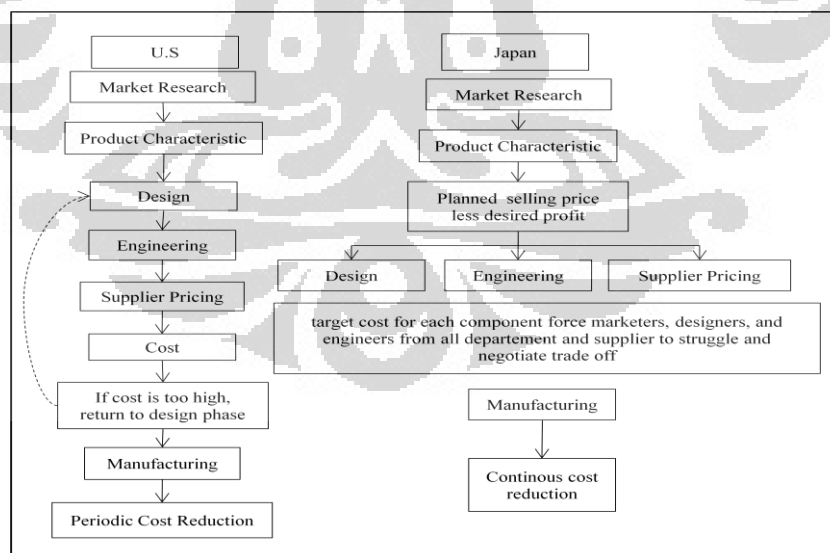 U.S
Market Research
Product Characteristic
Design
Engineering
Supplier Pricing
Cost
If cost is too high,
return to design phase
Manufacturing
Periodic Cost Reduction
Japan
Market Research
Product Characteristic
Planned selling price
less desired profit
Design
Engineering
Supplier Pricing
target cost for each component force marketers, designers, and
engineers from all departement and supplier to struggle and
negotiate trade off
Manufacturing
Continous cost
reduction